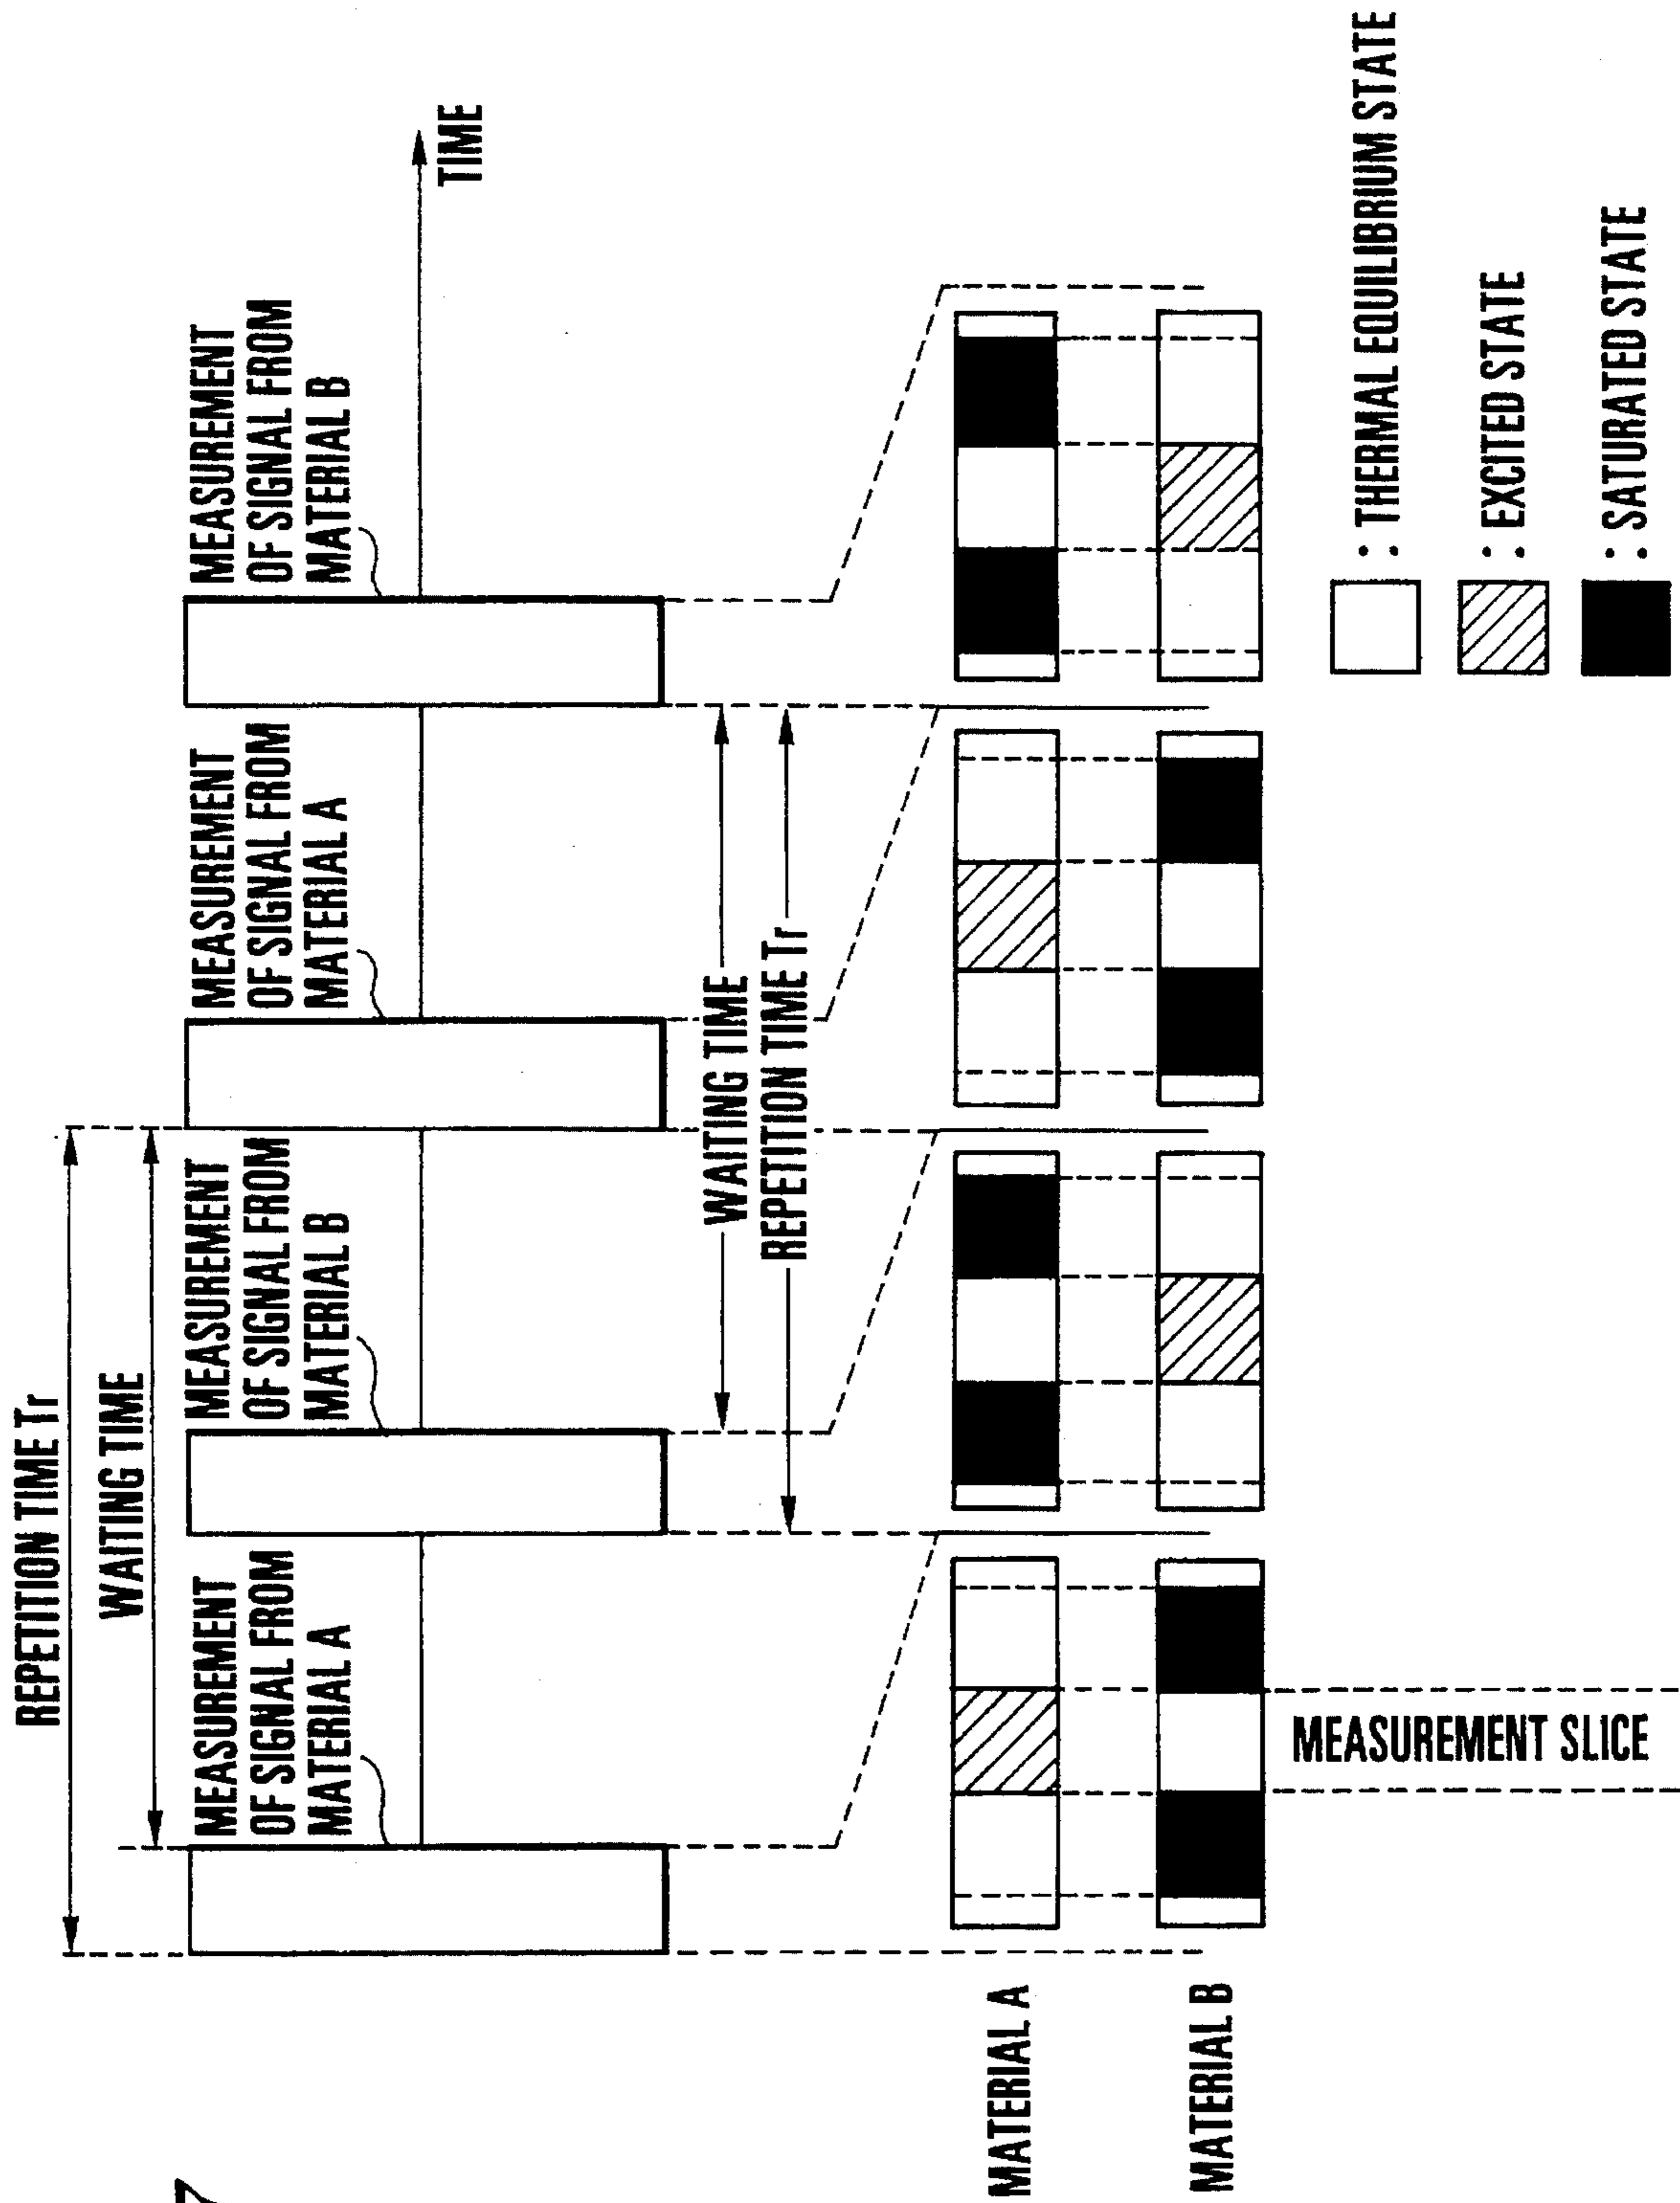 7
REPETITION TIME Tr
WAITING TIME
MEASUREMENT
OF SIGNAL FROM
MATERIAL A
MEASUREMENT
OF SIGNAL FROM
MATERIAL B
MEASUREMENT
OF SIGNAL FROM
MATERIAL A
MEASUREMENT
OF SIGNAL FROM
MATERIAL B
TIME
WAITING TIME
REPETITION TIME Tr
MATERIAL A
MATERIAL B
MEASUREMENT SLICE
: THERMAL EQUILIBRIUM STATE
: EXCITED STATE
: SATURATED STATE